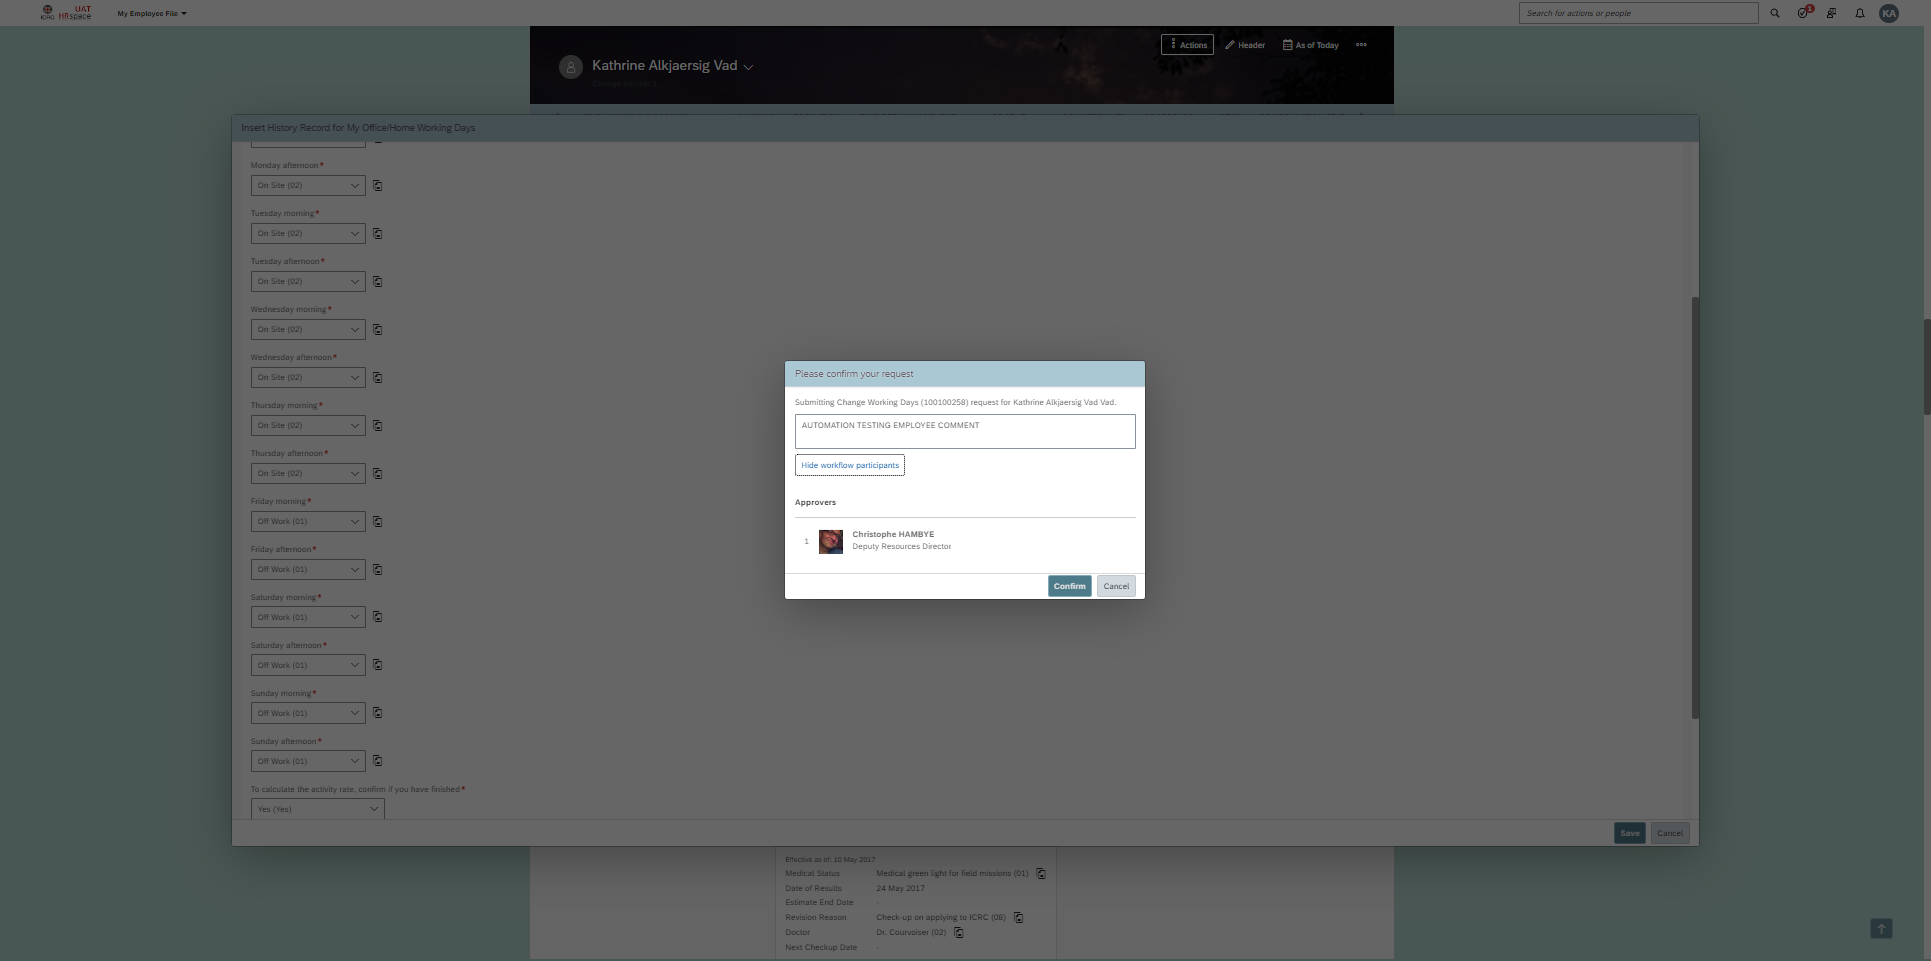 ICRC
UAT
HRspace
My Employee File
Search for actions or people
1
KA
Actions
Header
As of Today
Kathrine Alkjaersig Vad
Insert History Record for My Office/Home Working Days
Monday afternoon*
On Site (02)
Tuesday morning*
On Site (02)
Tuesday afternoon*
On Site (02)
Wednesday morning*
On Site (02)
Wednesday afternoon*
On Site (02)
Thursday morning*
On Site (02)
Thursday afternoon*
On Site (02)
Friday morning*
Off Work (01)
Friday afternoon*
Off Work (01)
Saturday morning*
Off Work (01)
Saturday afternoon*
Off Work (01)
Sunday morning*
Off Work (01)
Sunday afternoon*
Off Work (01)
To calculate the activity rate, confirm if you have finished*
Yes (Yes)
Please confirm your request
Submitting Change Working Days (100100258) request for Kathrine Alkjaersig Vad Vad.
AUTOMATION TESTING EMPLOYEE COMMENT
Hide workflow participants
Approvers
1
Christophe HAMBYE
Deputy Resources Director
Confirm
Cancel
Save
Cancel
Effective as of: 10 May 2017
Medical Status Medical green light for field missions (01)
Date of Results 24 May 2017
Estimate End Date -
Revision Reason Check-up on applying to ICRC (08)
Doctor Dr. Courvoiser (02)
Next Checkup Date -